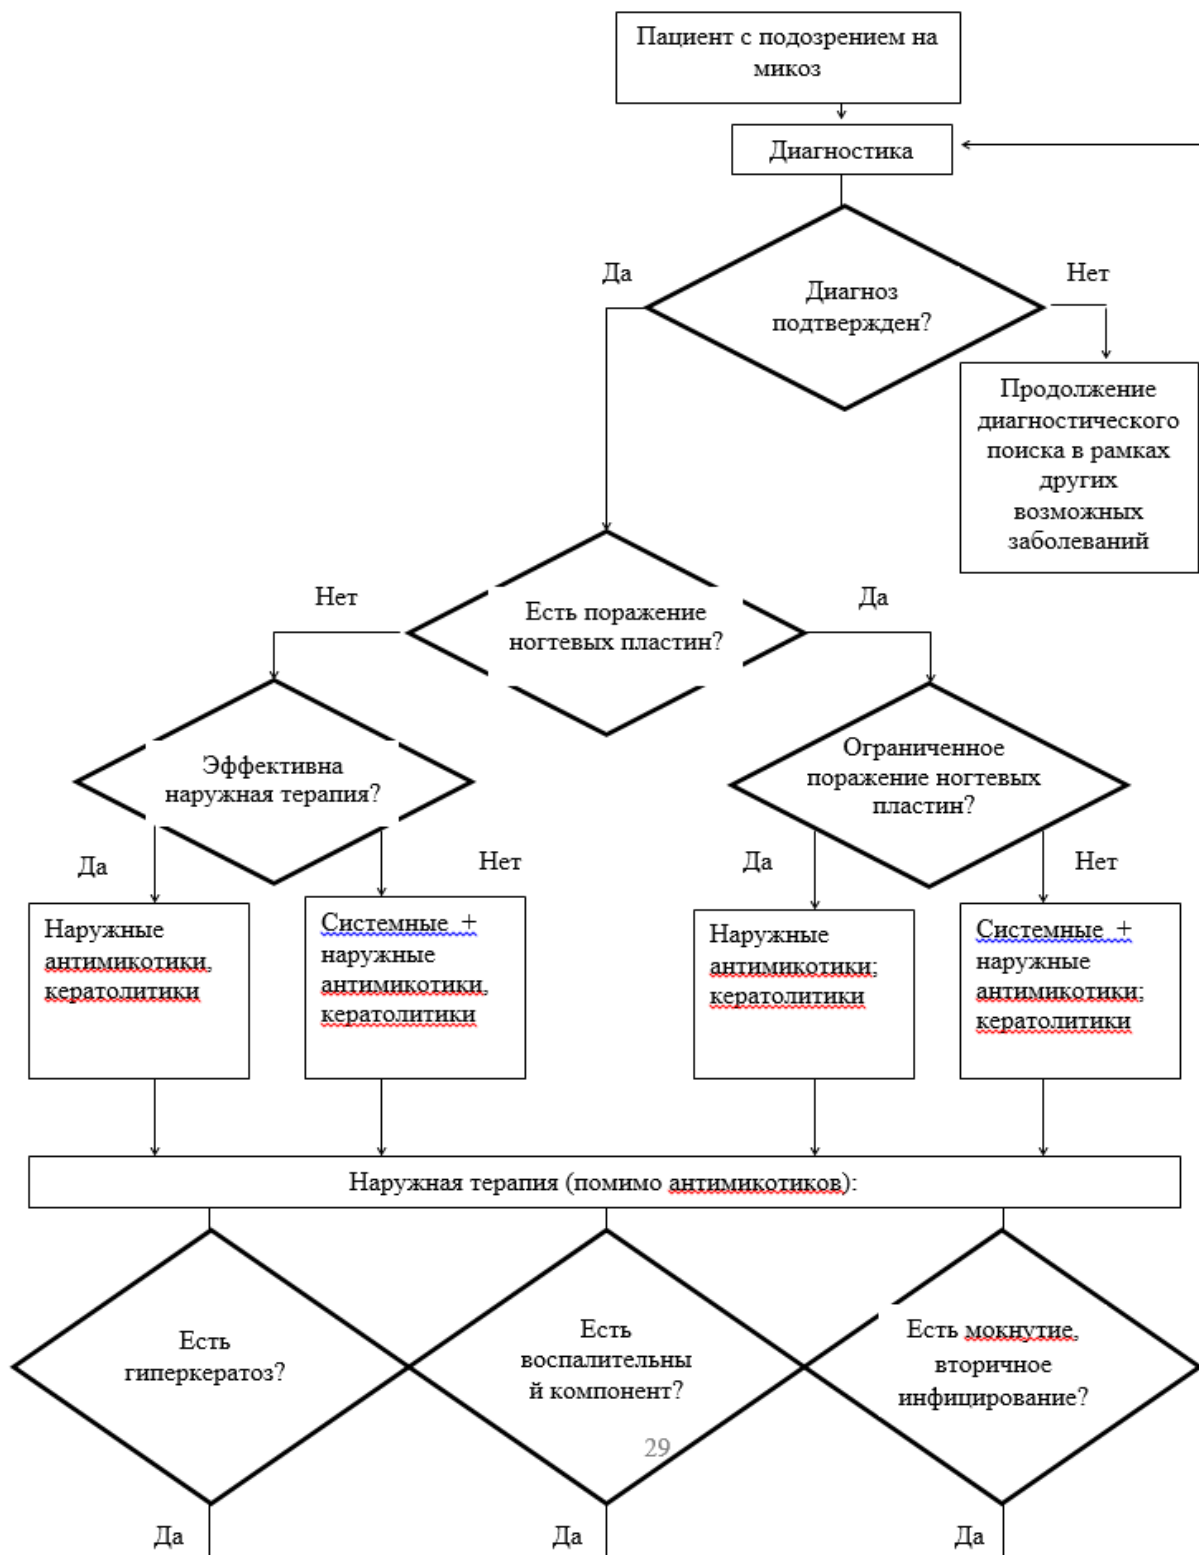 Пациент с подозрением на
микоз
Диагностика
Да
Нет
Диагноз
подтвержден?
Продолжение
диагностического
поиска в рамках
других
возможных
заболеваний
Нет
Есть поражение
ногтевых пластин?
Да
Эффективна
наружная терапия?
Ограниченное
поражение ногтевых
пластин?
Да
Нет
Да
Нет
Наружные
антимикотики,
кератолитики
Системные +
наружные
антимикотики,
кератолитики
Наружные
антимикотики;
кератолитики
Системные +
наружные
антимикотики;
кератолитики
Наружная терапия (помимо антимикотиков):
Есть
гиперкератоз?
Есть
воспалительны
й компонент?
Есть мокнутие,
вторичное
инфицирование?
29
Да
Да
Да